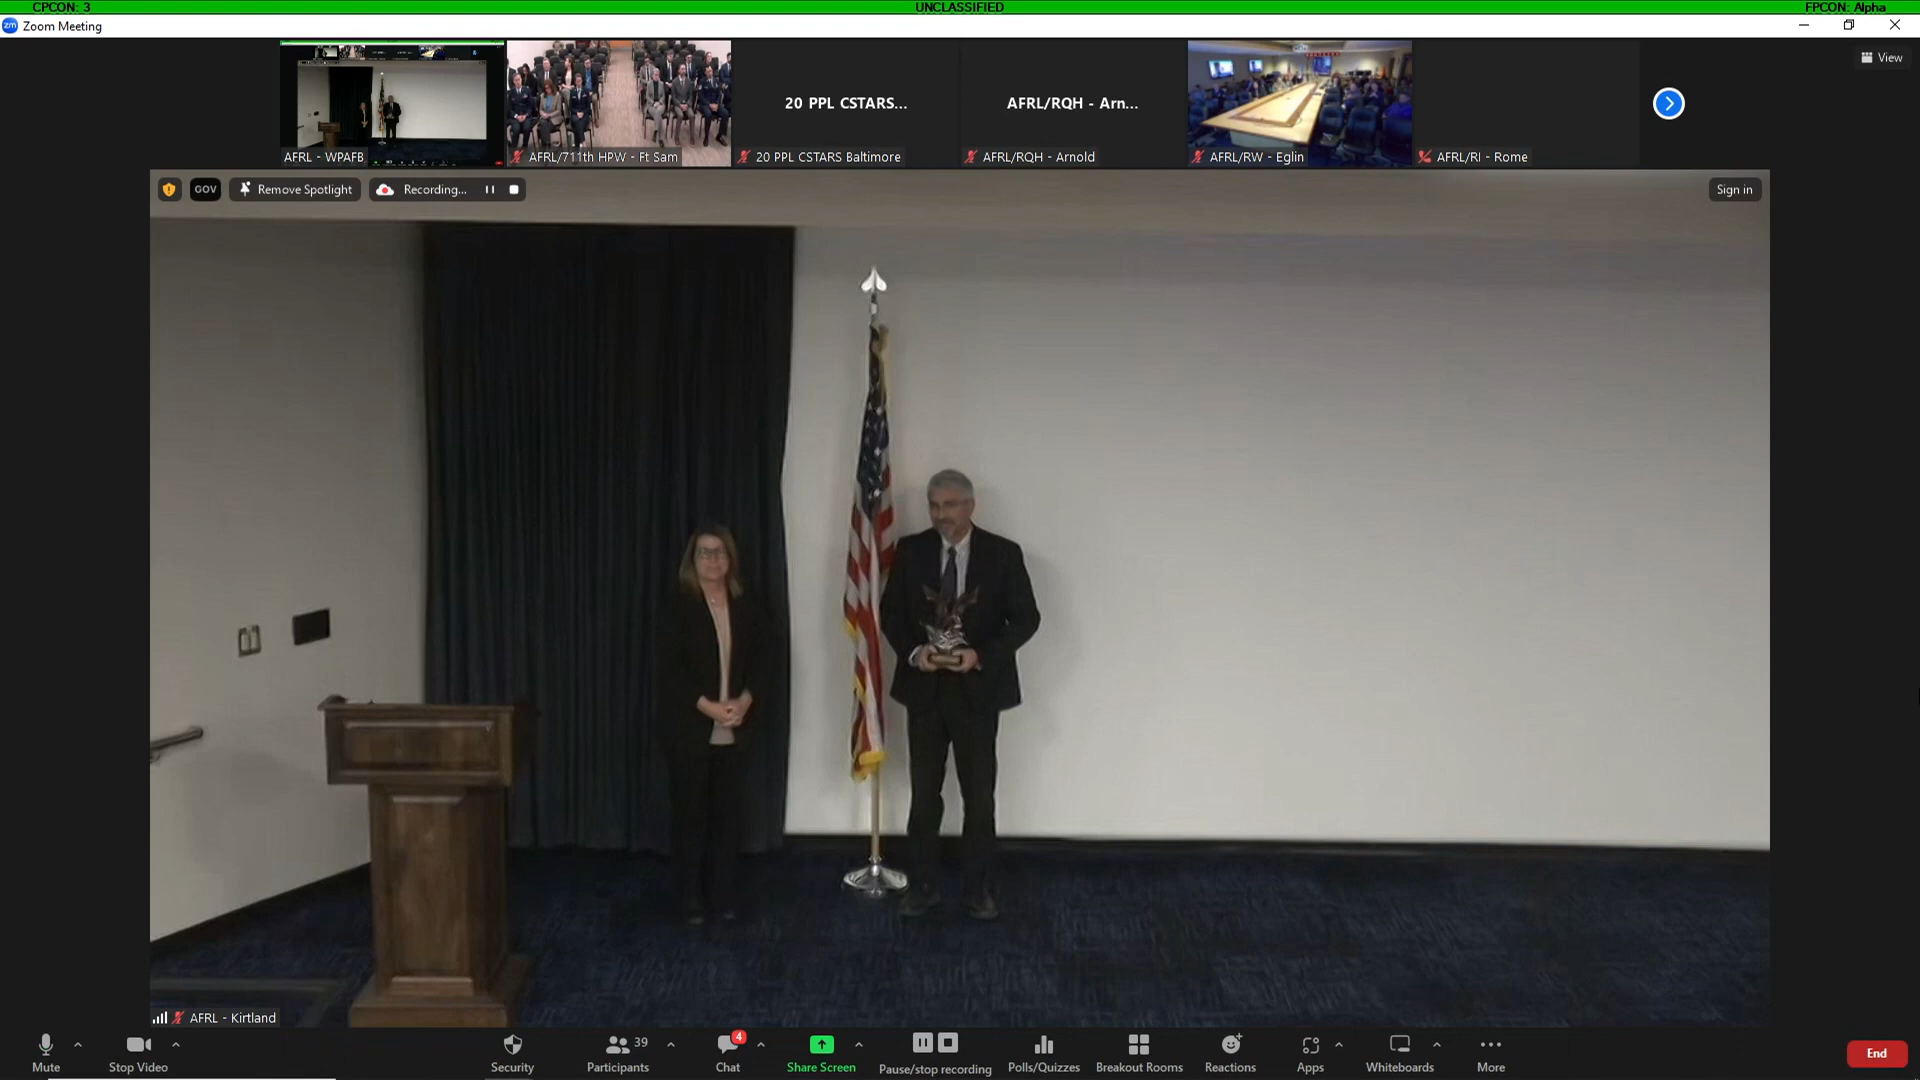 CPCON: 3 UNCLASSIFIED FPCON: Alpha
zm Zoom Meeting
View
20 PPL CSTARS... AFRL/RQH - Arn...
AFRL - WPAFB AFRL/711th HPW - Ft Sam 20 PPL CSTARS Baltimore AFRL/RQH - Arnold AFRL/RW - Eglin AFRL/RI - Rome
GOV Remove Spotlight Recording... Sign in
AFRL - Kirtland
39 4
Mute Stop Video Security Participants Chat Share Screen Pause/stop recording Polls/Quizzes Breakout Rooms Reactions Apps Whiteboards More End